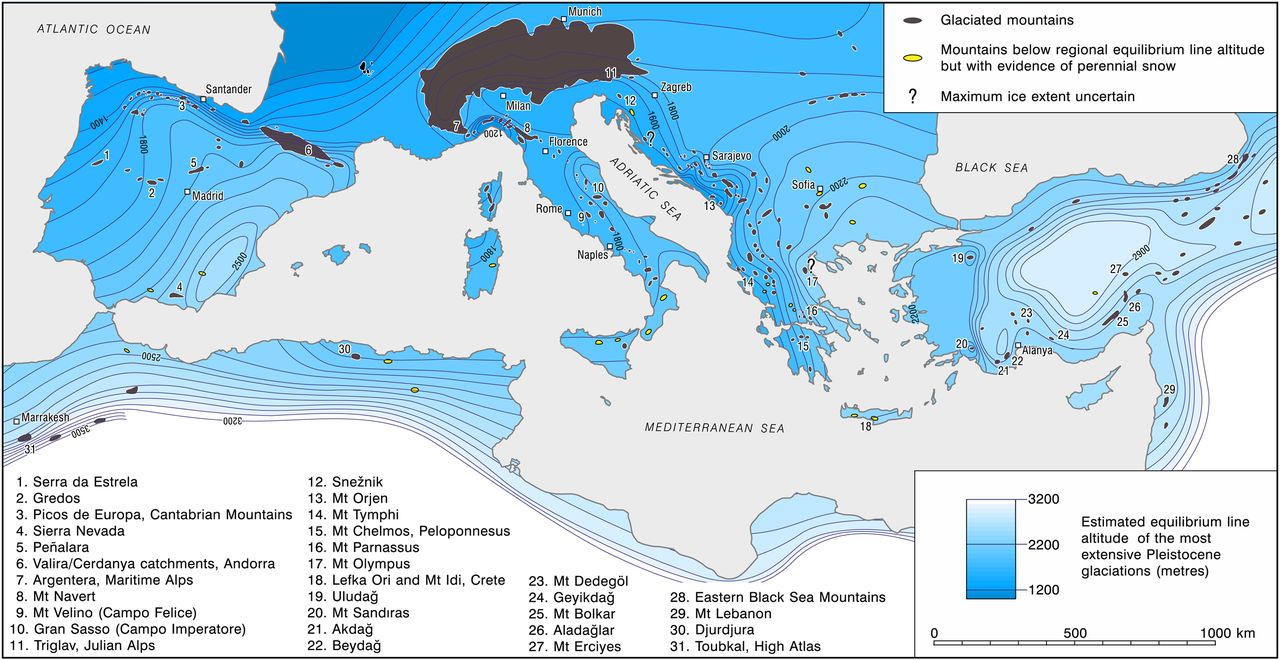 ATLANTIC OCEAN
Munich
Glaciated mountains
Mountains below regional equilibrium line altitude
but with evidence of perennial snow
? Maximum ice extent uncertain
Santander
3
1400
1800
1
2
5
Madrid
6
2500
4
11
Milan
7
1200
8
Florence
Zagreb
12
1600
1800
?
2000
Sarajevo
ADRIATIC SEA
13
10
9
Rome
1800
Naples
1800
Sofia
2200
BLACK SEA
28
?
17
14
16
15
19
2200
20
2900
27
26
25
23
24
Alanya
22
21
29
18
30
2500
Marrakesh
31
3500
3200
MEDITERRANEAN SEA
1. Serra da Estrela
2. Gredos
3. Picos de Europa, Cantabrian Mountains
4. Sierra Nevada
5. Peñalara
6. Valira/Cerdanya catchments, Andorra
7. Argentera, Maritime Alps
8. Mt Navert
9. Mt Velino (Campo Felice)
10. Gran Sasso (Campo Imperatore)
11. Triglav, Julian Alps
12. Snežnik
13. Mt Orjen
14. Mt Tymphi
15. Mt Chelmos, Peloponnesus
16. Mt Parnassus
17. Mt Olympus
18. Lefka Ori and Mt Idi, Crete
19. Uludağ
20. Mt Sandıras
21. Akdağ
22. Beydağ
23. Mt Dedegöl
24. Geyikdağ
25. Mt Bolkar
26. Aladağlar
27. Mt Erciyes
28. Eastern Black Sea Mountains
29. Mt Lebanon
30. Djurdjura
31. Toubkal, High Atlas
3200
2200
1200
Estimated equilibrium line
altitude of the most
extensive Pleistocene
glaciations (metres)
0 500 1000 km